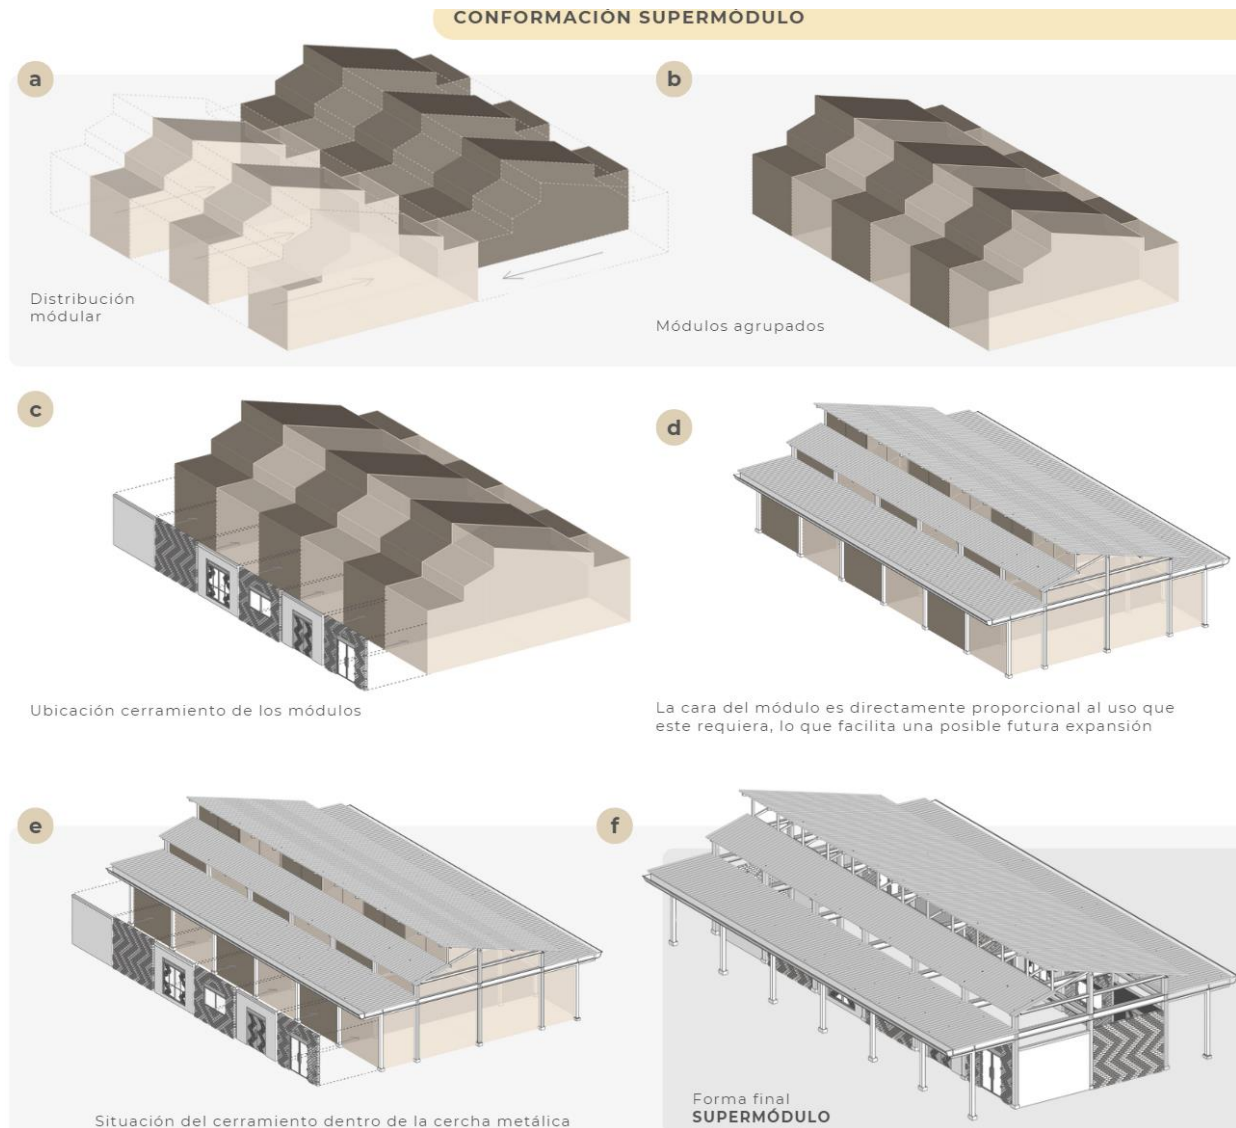 CONFORMACIÓN SUPERMÓDULO
a
b
Distribución
módular
Módulos agrupados
c
d
Ubicación cerramiento de los módulos
La cara del módulo es directamente proporcional al uso que
este requiera, lo que facilita una posible futura expansión
e
f
Situación del cerramiento dentro de la cercha metálica
Forma final
SUPERMÓDULO